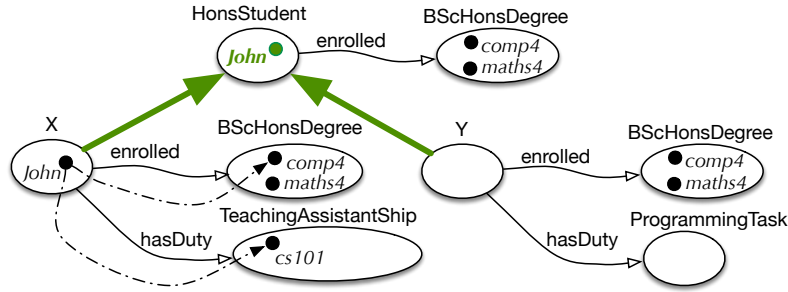 HonsStudent
BScHonsDegree
John
enrolled
comp4
maths4
X
BScHonsDegree
Y
BScHonsDegree
John
enrolled
comp4
maths4
enrolled
comp4
maths4
TeachingAssistantShip
ProgrammingTask
hasDuty
cs101
hasDuty